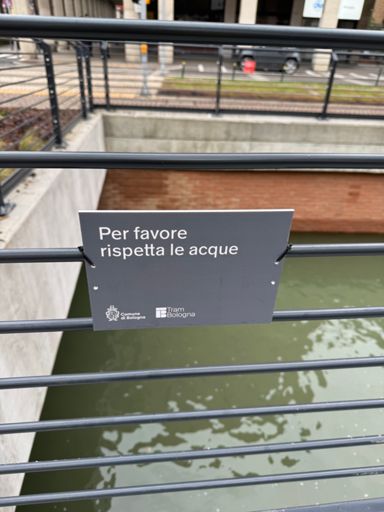 Per favore
rispetta le acque
Comune
di Bologna
Tram
Bologna